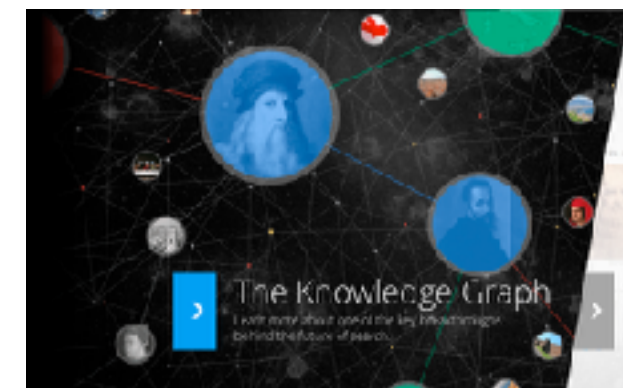 The Knowledge Graph
Learn more about one of the key breakthroughs
behind the future of search.